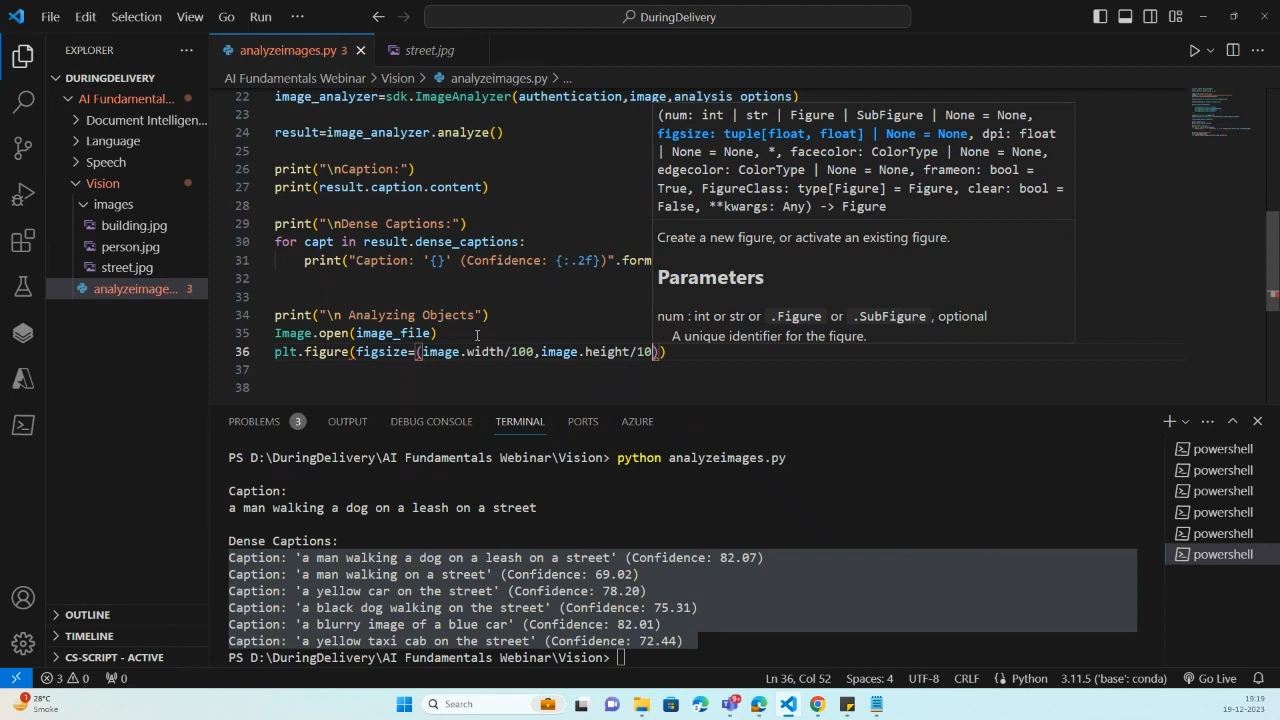 File Edit Selection View Go Run ··· DuringDelivery
EXPLORER ···
analyzeimages.py 3
street.jpg
DURINGDELIVERY
AI Fundamentals Webinar > Vision > analyzeimages.py > ...
AI Fundamental...
Document Intelligen...
Language
Speech
Vision
images
building.jpg
person.jpg
street.jpg
analyzeimage... 3
22 image_analyzer=sdk.ImageAnalyzer(authentication,image,analysis_options)
23
24 result=image_analyzer.analyze()
25
26 print("\nCaption:")
27 print(result.caption.content)
28
29 print("\nDense Captions:")
30 for capt in result.dense_captions:
31 print("Caption: '{}' (Confidence: {:.2f})".form
32
33
34 print("\n Analyzing Objects")
35 Image.open(image_file)
36 plt.figure(figsize=(image.width/100,image.height/10))
37
38
(num: int | str | Figure | SubFigure | None = None,
figsize: tuple[float, float] | None = None, dpi: float
| None = None, *, facecolor: ColorType | None = None,
edgecolor: ColorType | None = None, frameon: bool =
True, FigureClass: type[Figure] = Figure, clear: bool =
False, **kwargs: Any) -> Figure
Create a new figure, or activate an existing figure.
Parameters
num : int or str or .Figure or .SubFigure, optional
A unique identifier for the figure.
PROBLEMS 3 OUTPUT DEBUG CONSOLE TERMINAL PORTS AZURE
PS D:\DuringDelivery\AI Fundamentals Webinar\Vision> python analyzeimages.py
Caption:
a man walking a dog on a leash on a street
Dense Captions:
Caption: 'a man walking a dog on a leash on a street' (Confidence: 82.07)
Caption: 'a man walking on a street' (Confidence: 69.02)
Caption: 'a yellow car on the street' (Confidence: 78.20)
Caption: 'a black dog walking on the street' (Confidence: 75.31)
Caption: 'a blurry image of a blue car' (Confidence: 82.01)
Caption: 'a yellow taxi cab on the street' (Confidence: 72.44)
PS D:\DuringDelivery\AI Fundamentals Webinar\Vision>
powershell
powershell
powershell
powershell
powershell
powershell
OUTLINE
TIMELINE
CS-SCRIPT - ACTIVE
3 0 0 Ln 36, Col 52 Spaces: 4 UTF-8 CRLF Python 3.11.5 ('base': conda) Go Live
1 28°C
Smoke
Search
9+
19:19
19-12-2023